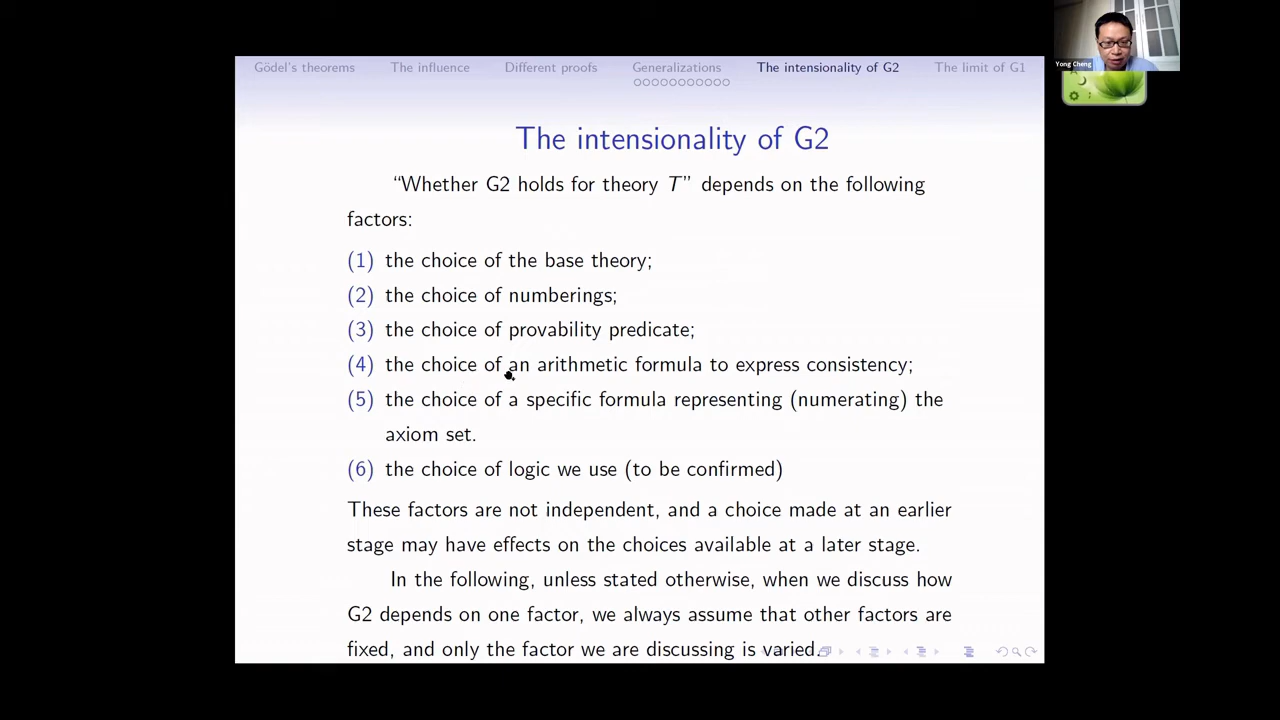 Gödel's theorems The influence Different proofs Generalizations The intensionality of G2 The limit of G1
Yong Cheng
The intensionality of G2
“Whether G2 holds for theory T” depends on the following
factors:
(1) the choice of the base theory;
(2) the choice of numberings;
(3) the choice of provability predicate;
(4) the choice of an arithmetic formula to express consistency;
(5) the choice of a specific formula representing (numerating) the
axiom set.
(6) the choice of logic we use (to be confirmed)
These factors are not independent, and a choice made at an earlier
stage may have effects on the choices available at a later stage.
In the following, unless stated otherwise, when we discuss how
G2 depends on one factor, we always assume that other factors are
fixed, and only the factor we are discussing is varied.